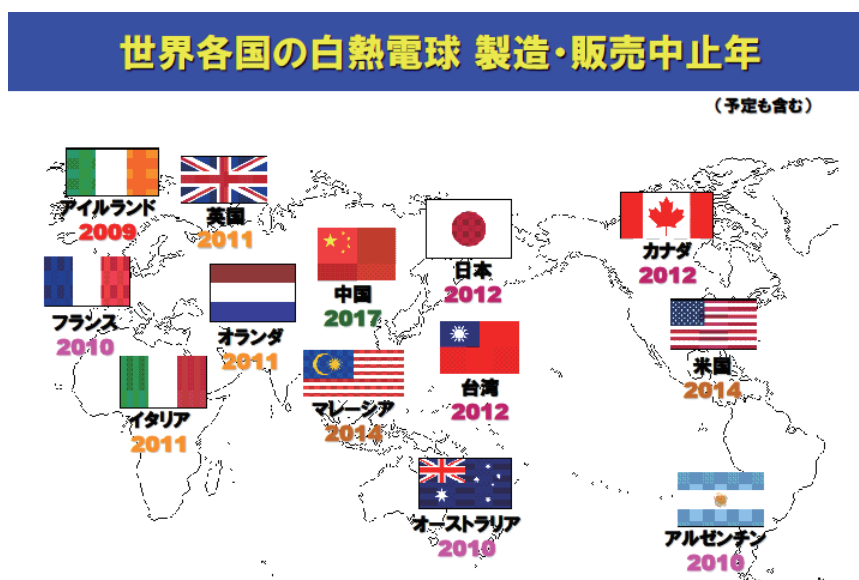 世界各国の白熱電球 製造・販売中止年
（予定も含む）
アイルランド
2009
英国
2011
フランス
2010
オランダ
2011
イタリア
2011
中国
2017
マレーシア
2014
日本
2012
台湾
2012
オーストラリア
2010
カナダ
2012
米国
2014
アルゼンチン
2010